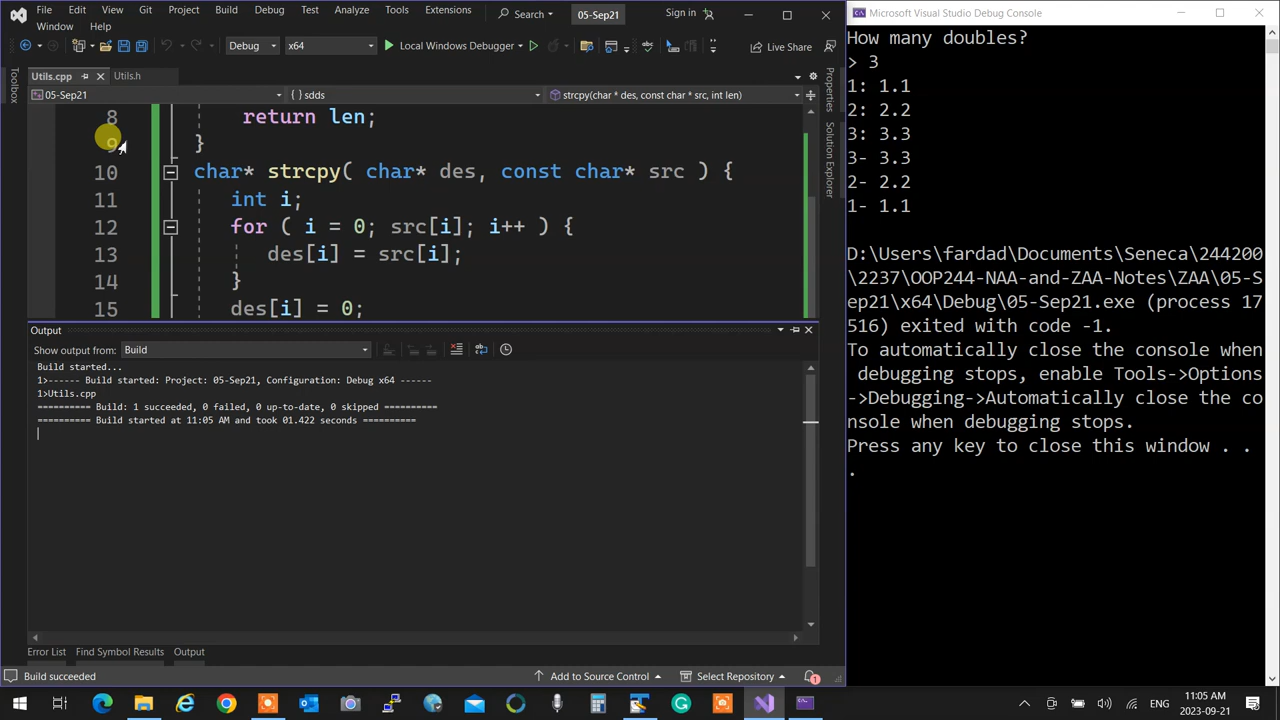 File Edit View Git Project Build Debug Test Analyze Tools Extensions Search 05-Sep21 Sign in
Window Help
Debug x64 Local Windows Debugger Live Share
Utils.cpp Utils.h
05-Sep21 {} sdds strcpy(char * des, const char * src, int len)
Toolbox
Properties
Solution Explorer
8 return len;
9 }
10 char* strcpy( char* des, const char* src ) {
11 int i;
12 for ( i = 0; src[i]; i++ ) {
13 des[i] = src[i];
14 }
15 des[i] = 0;
Output
Show output from: Build
Build started...
1>------ Build started: Project: 05-Sep21, Configuration: Debug x64 ------
1>Utils.cpp
========== Build: 1 succeeded, 0 failed, 0 up-to-date, 0 skipped ==========
========== Build started at 11:05 AM and took 01.422 seconds ==========
Error List Find Symbol Results Output
Build succeeded Add to Source Control Select Repository 1
Microsoft Visual Studio Debug Console
How many doubles?
> 3
1: 1.1
2: 2.2
3: 3.3
3- 3.3
2- 2.2
1- 1.1
D:\Users\fardad\Documents\Seneca\244200
\2237\OOP244-NAA-and-ZAA-Notes\ZAA\05-S
ep21\x64\Debug\05-Sep21.exe (process 17
516) exited with code -1.
To automatically close the console when
debugging stops, enable Tools->Options
->Debugging->Automatically close the co
nsole when debugging stops.
Press any key to close this window . .
.
ENG 11:05 AM
2023-09-21